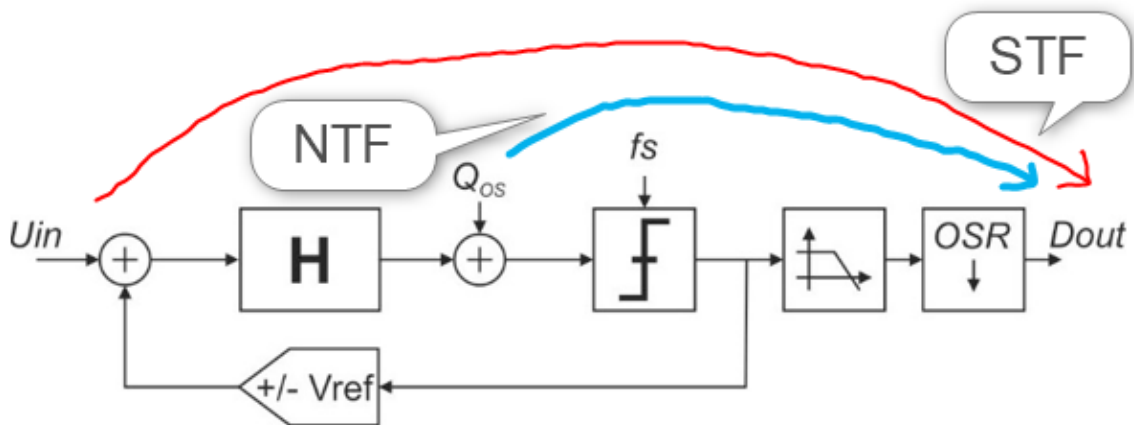 STF
NTF
fs
Qos
Uin
H
OSR
Dout
+/- Vref